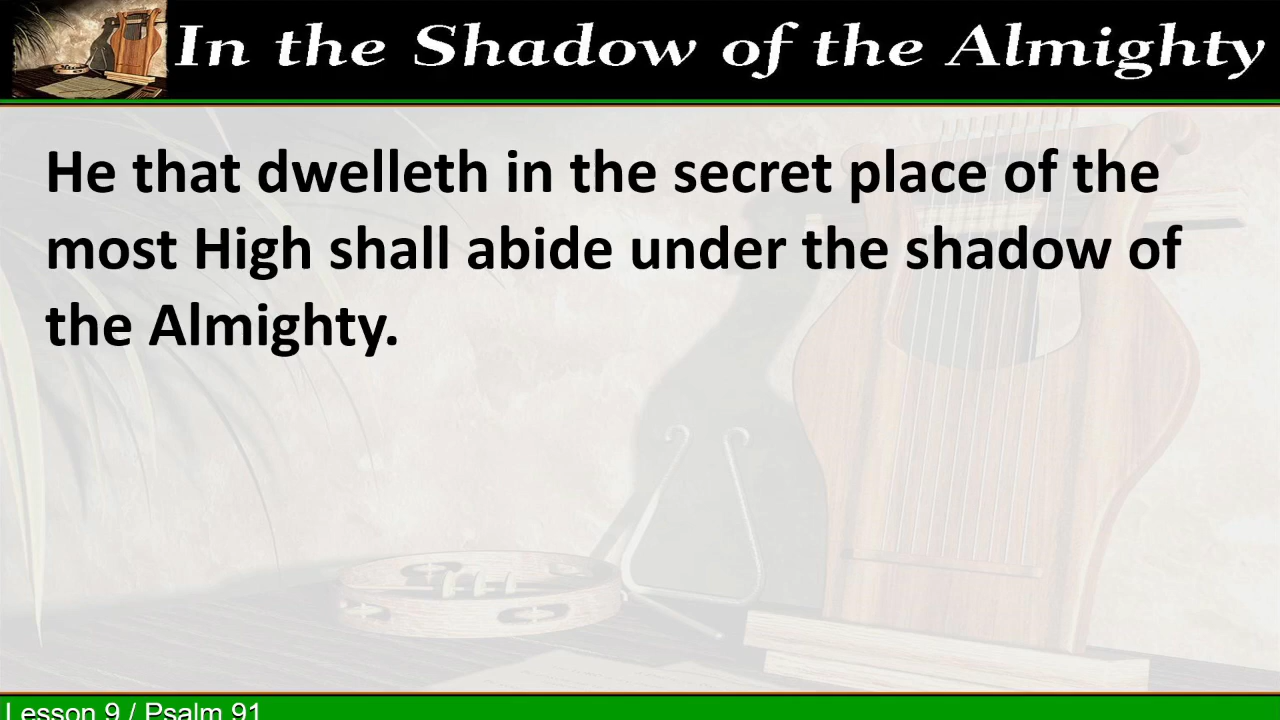 In the Shadow of the Almighty
He that dwelleth in the secret place of the
most High shall abide under the shadow of
the Almighty.
Lesson 9 / Psalm 91